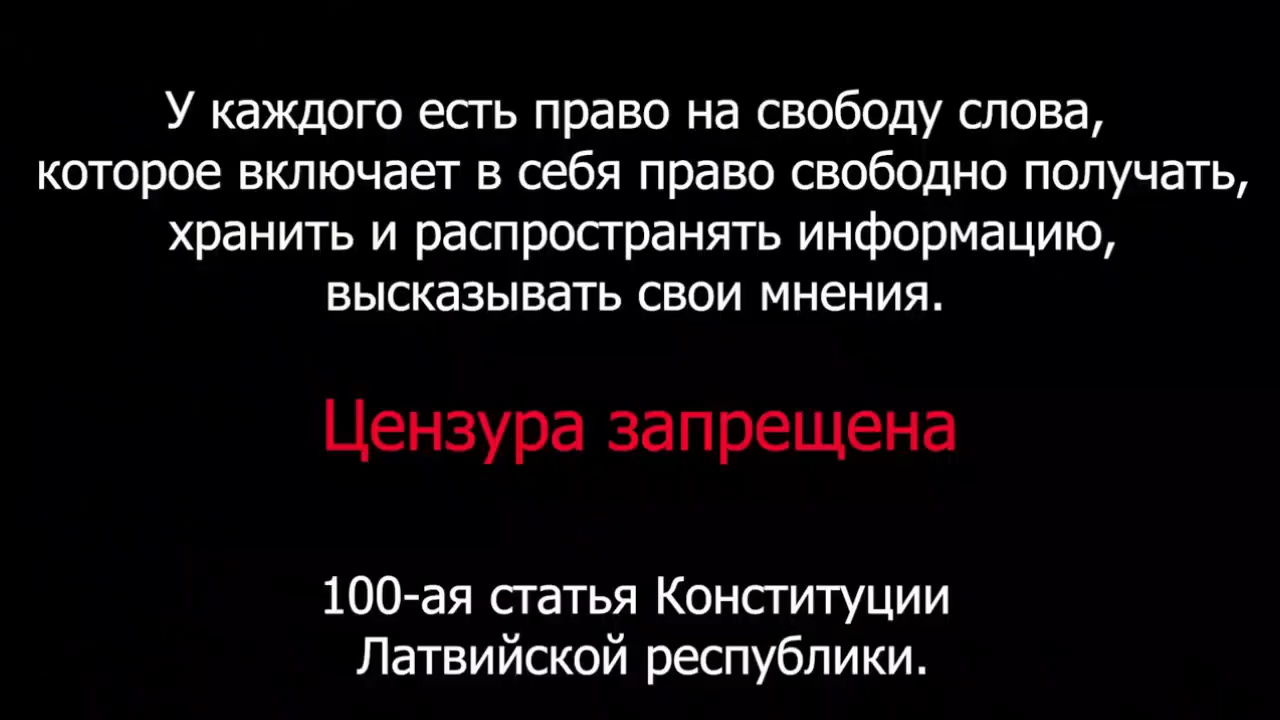 У каждого есть право на свободу слова,
которое включает в себя право свободно получать,
хранить и распространять информацию,
высказывать свои мнения.
Цензура запрещена
100-ая статья Конституции
Латвийской республики.